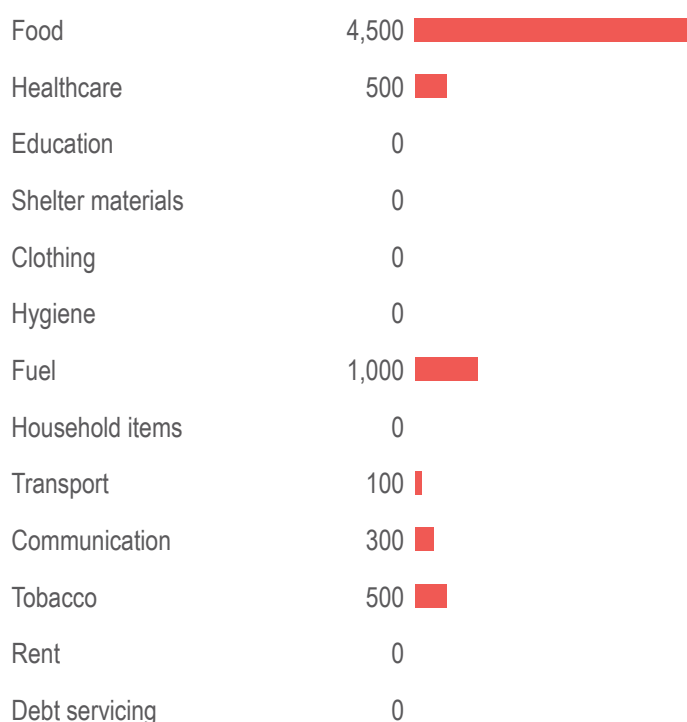 Food 4,500
Healthcare 500
Education 0
Shelter materials 0
Clothing 0
Hygiene 0
Fuel 1,000
Household items 0
Transport 100
Communication 300
Tobacco 500
Rent 0
Debt servicing 0